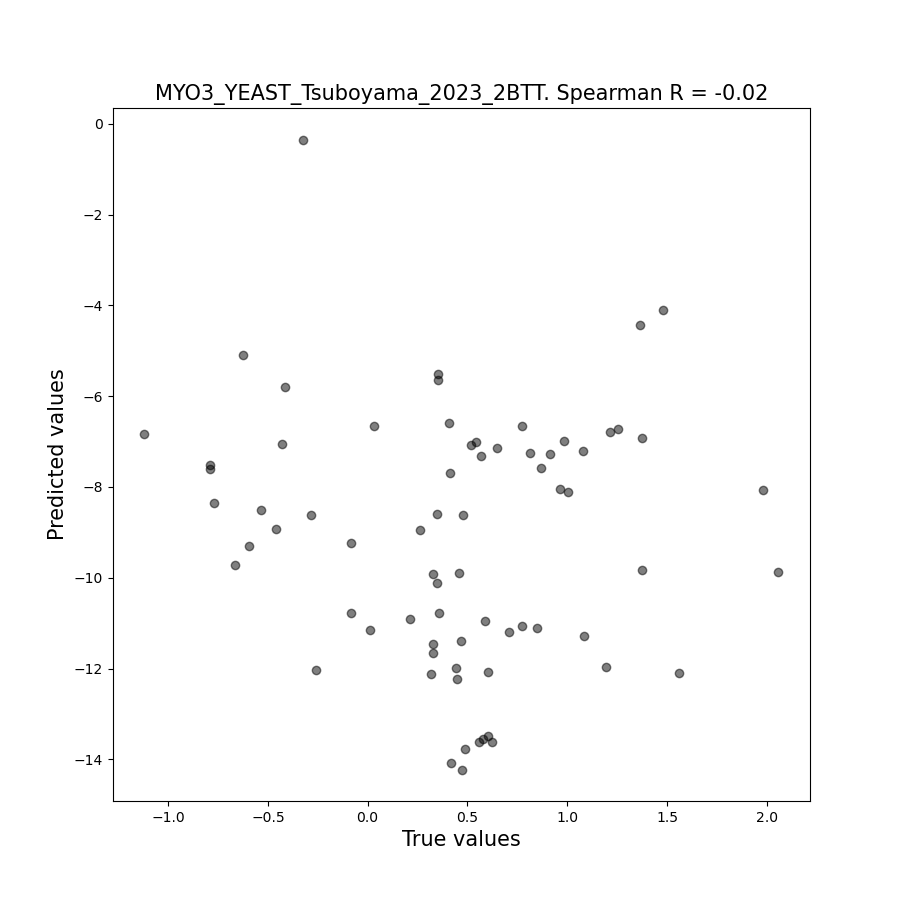 MYO3_YEAST_Tsuboyama_2023_2BTT. Spearman R = -0.02
0
−2
−4
−6
−8
−10
−12
−14
Predicted values
−1.0 −0.5 0.0 0.5 1.0 1.5 2.0
True values